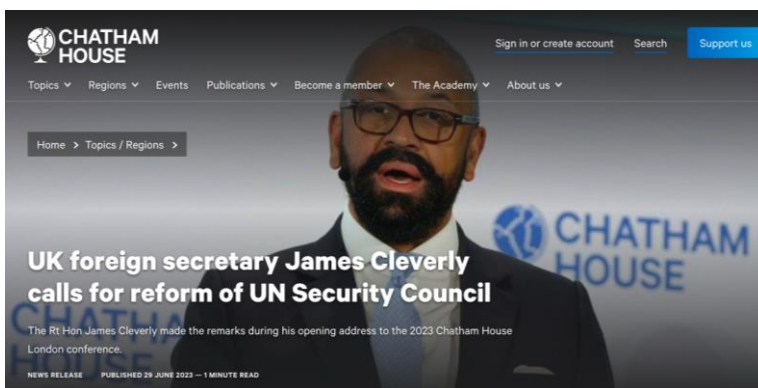 CHATHAM
HOUSE
Sign in or create account Search Support us
Topics Regions Events Publications Become a member The Academy About us
Home > Topics / Regions >
CHATHAM
HOUSE
UK foreign secretary James Cleverly
calls for reform of UN Security Council
CHATHAM
HOUSE
The Rt Hon James Cleverly made the remarks during his opening address to the 2023 Chatham House
London conference.
NEWS RELEASE PUBLISHED 29 JUNE 2023 — 1 MINUTE READ